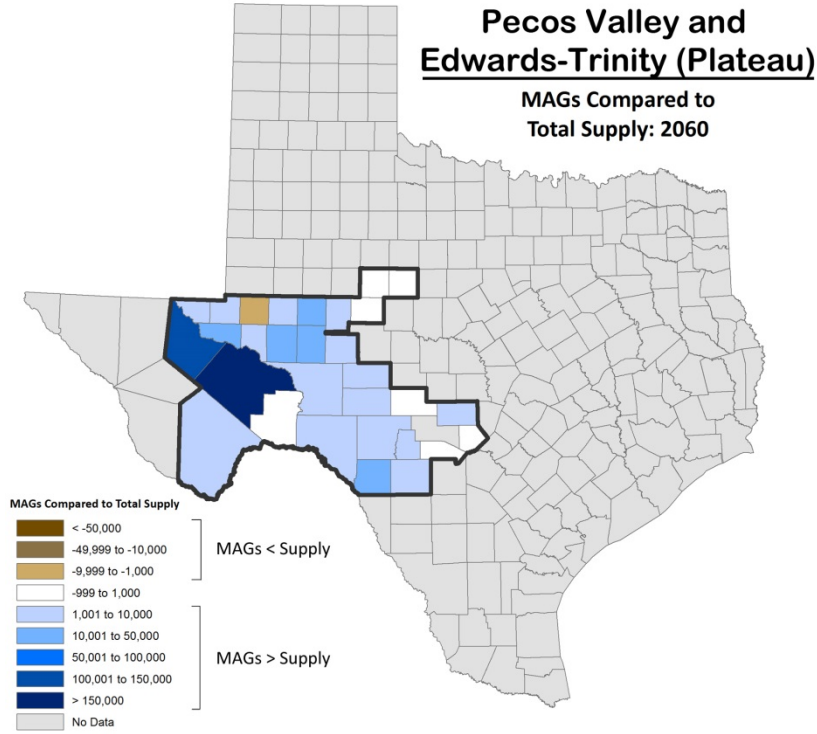 Pecos Valley and
Edwards-Trinity (Plateau)
MAGs Compared to
Total Supply: 2060
MAGs Compared to Total Supply
< -50,000
-49,999 to -10,000
-9,999 to -1,000
MAGs < Supply
-999 to 1,000
1,001 to 10,000
10,001 to 50,000
50,001 to 100,000
MAGs > Supply
100,001 to 150,000
> 150,000
No Data